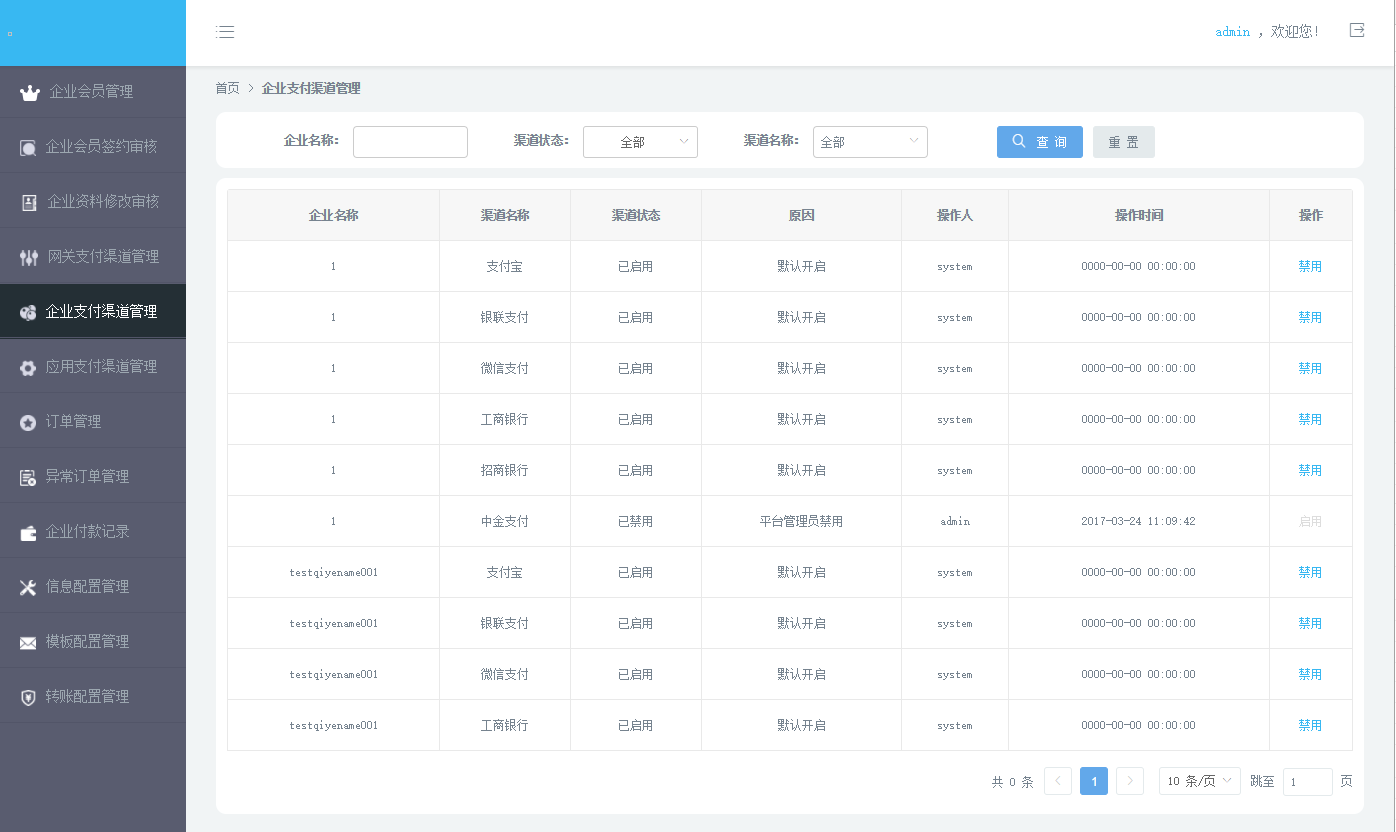 admin ，欢迎您！
企业会员管理
企业会员签约审核
企业资料修改审核
网关支付渠道管理
企业支付渠道管理
应用支付渠道管理
订单管理
异常订单管理
企业付款记录
信息配置管理
模板配置管理
转账配置管理
首页 > 企业支付渠道管理
企业名称： 渠道状态： 全部 渠道名称： 全部 查 询 重 置
企业名称 渠道名称 渠道状态 原因 操作人 操作时间 操作
1 支付宝 已启用 默认开启 system 0000-00-00 00:00:00 禁用
1 银联支付 已启用 默认开启 system 0000-00-00 00:00:00 禁用
1 微信支付 已启用 默认开启 system 0000-00-00 00:00:00 禁用
1 工商银行 已启用 默认开启 system 0000-00-00 00:00:00 禁用
1 招商银行 已启用 默认开启 system 0000-00-00 00:00:00 禁用
1 中金支付 已禁用 平台管理员禁用 admin 2017-03-24 11:09:42 启用
testqiyename001 支付宝 已启用 默认开启 system 0000-00-00 00:00:00 禁用
testqiyename001 银联支付 已启用 默认开启 system 0000-00-00 00:00:00 禁用
testqiyename001 微信支付 已启用 默认开启 system 0000-00-00 00:00:00 禁用
testqiyename001 工商银行 已启用 默认开启 system 0000-00-00 00:00:00 禁用
共 0 条 < 1 > 10 条/页 跳至 1 页